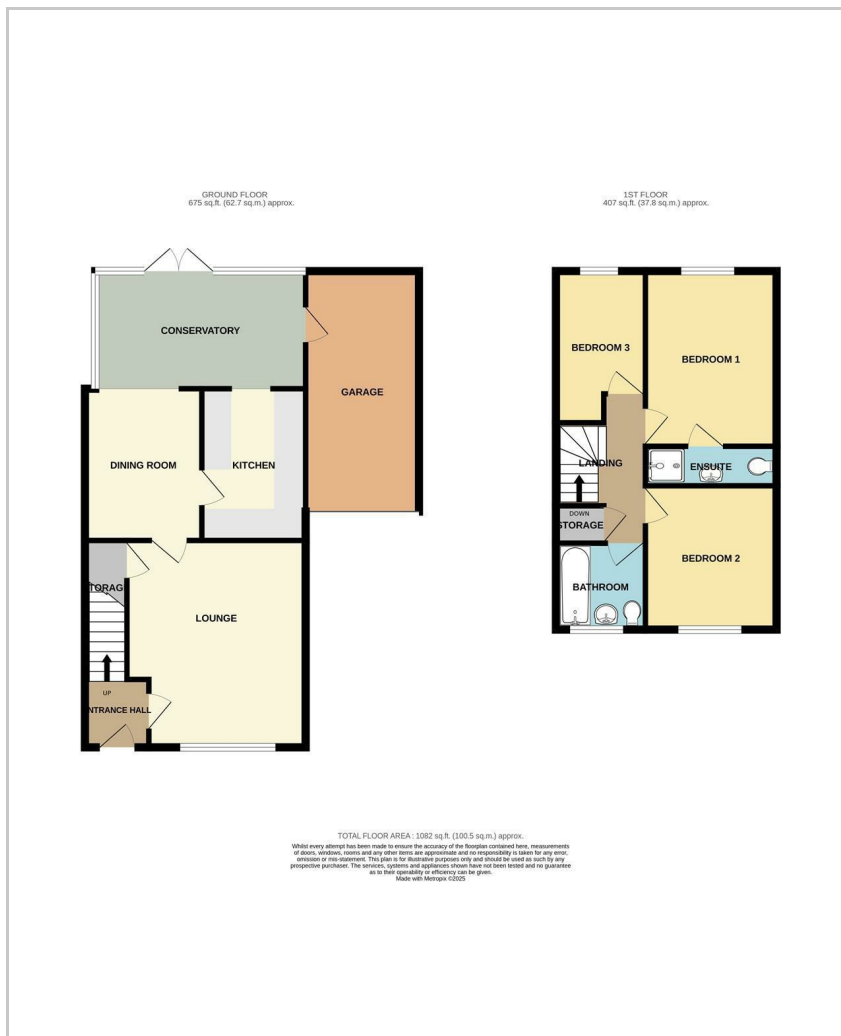 GROUND FLOOR
675 sq.ft. (62.7 sq.m.) approx.
1ST FLOOR
407 sq.ft. (37.8 sq.m.) approx.
CONSERVATORY
GARAGE
DINING ROOM
KITCHEN
TORAG
LOUNGE
UP
NTRANCE HALL
BEDROOM 3
BEDROOM 1
LANDING
ENSUITE
DOWN
STORAGE
BATHROOM
BEDROOM 2
TOTAL FLOOR AREA : 1082 sq.ft. (100.5 sq.m.) approx.
Whilst every attempt has been made to ensure the accuracy of the floorplan contained here, measurements
of doors, windows, rooms and any other items are approximate and no responsibility is taken for any error,
omission or mis-statement. This plan is for illustrative purposes only and should be used as such by any
prospective purchaser. The services, systems and appliances shown have not been tested and no guarantee
as to their operability or efficiency can be given.
Made with Metropix ©2025